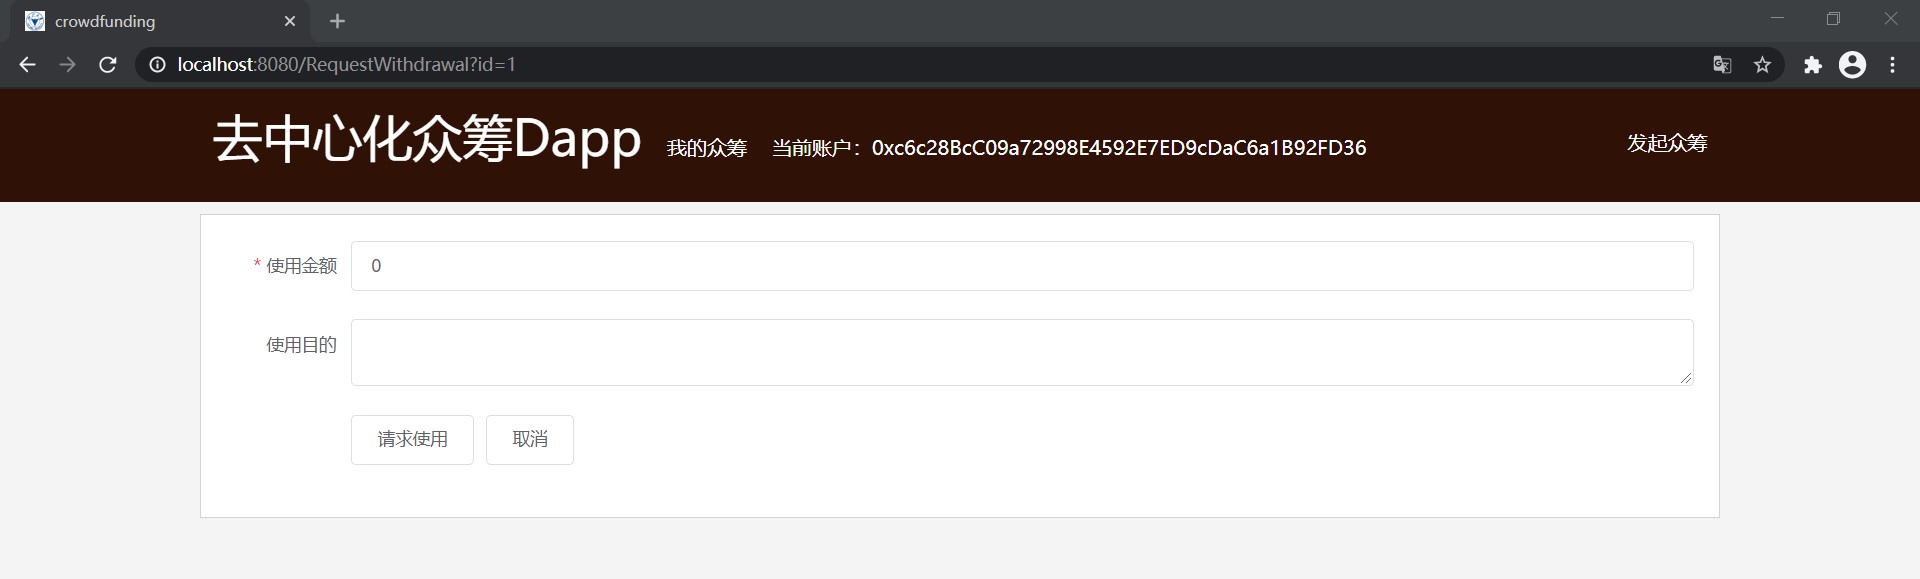 crowdfunding
localhost:8080/RequestWithdrawal?id=1
去中心化众筹Dapp 我的众筹 当前账户：0xc6c28BcC09a72998E4592E7ED9cDaC6a1B92FD36 发起众筹
* 使用金额 0
使用目的
请求使用 取消